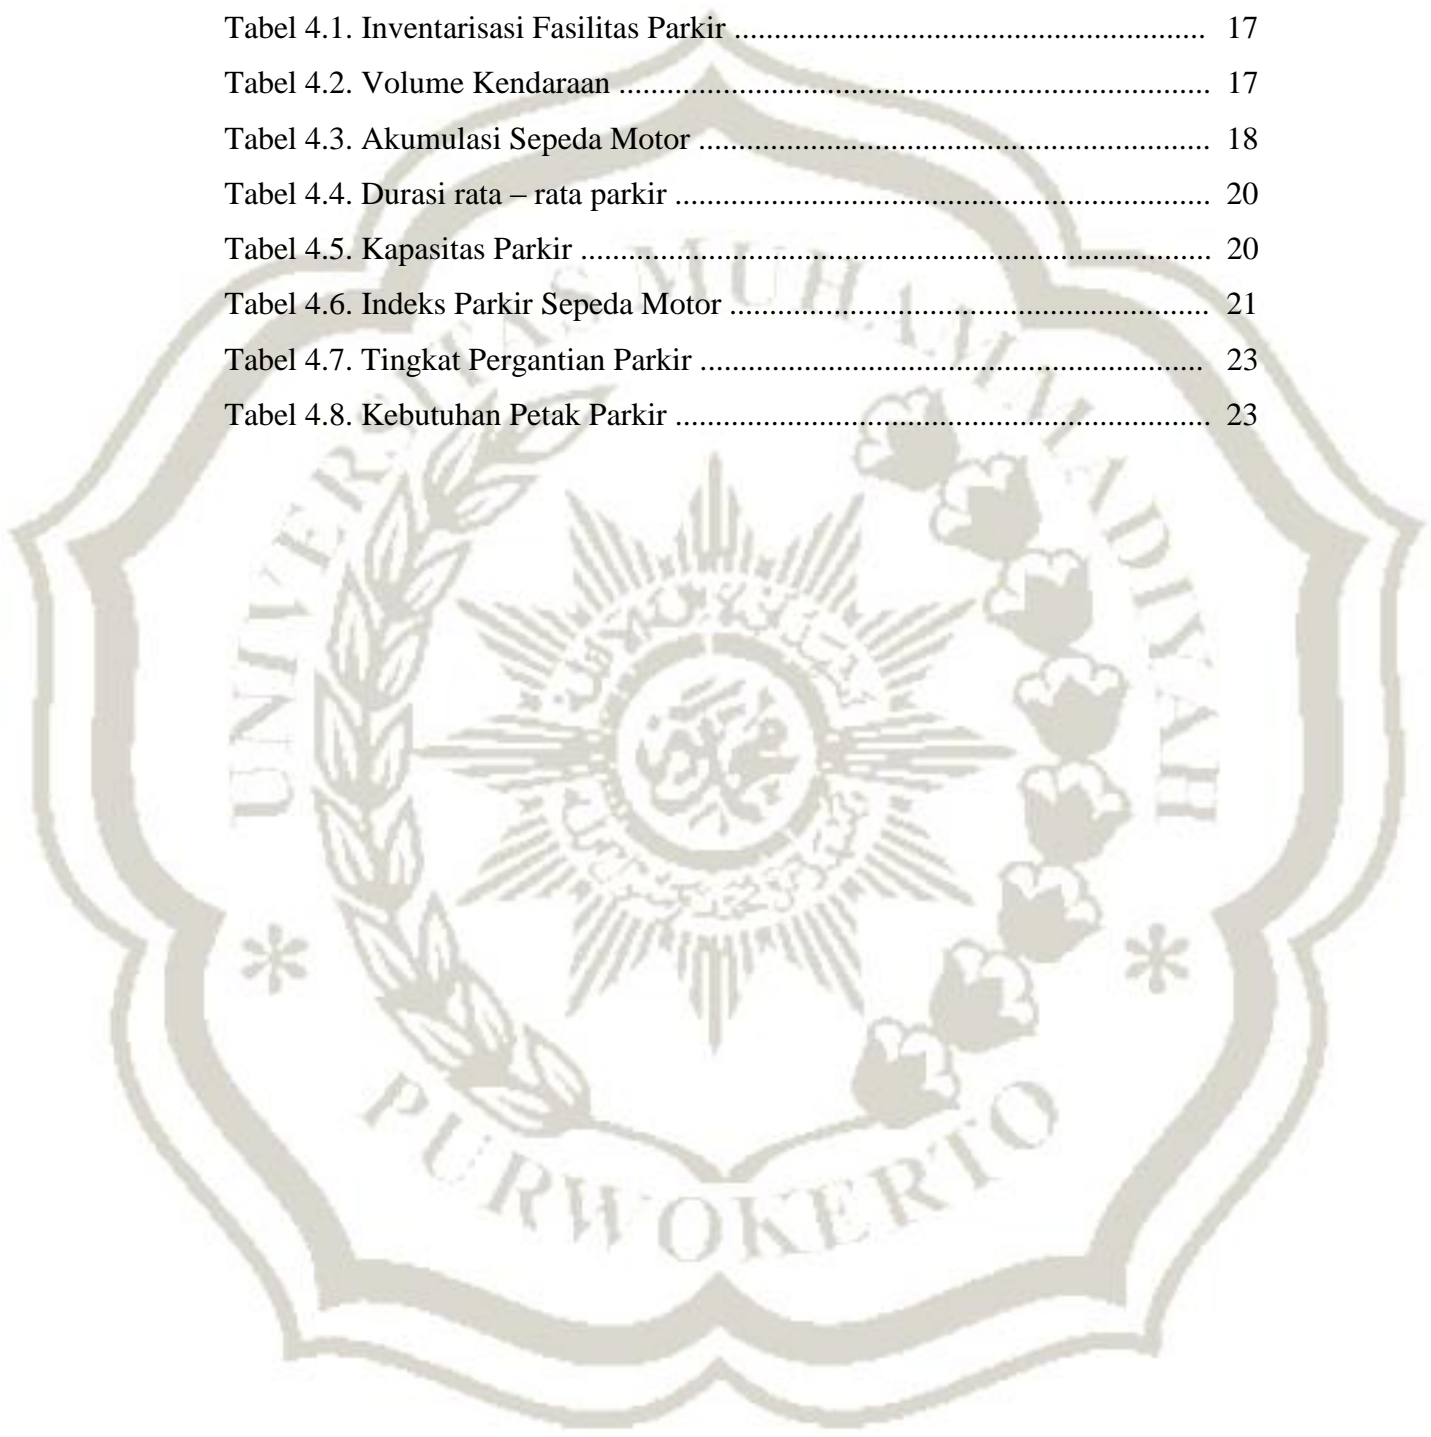 Tabel 4.1. Inventarisasi Fasilitas Parkir ........................................................... 17
Tabel 4.2. Volume Kendaraan .......................................................................... 17
Tabel 4.3. Akumulasi Sepeda Motor ................................................................ 18
Tabel 4.4. Durasi rata – rata parkir ................................................................... 20
Tabel 4.5. Kapasitas Parkir ............................................................................... 20
Tabel 4.6. Indeks Parkir Sepeda Motor ............................................................ 21
Tabel 4.7. Tingkat Pergantian Parkir ............................................................... 23
Tabel 4.8. Kebutuhan Petak Parkir ................................................................... 23
UNIVERSITAS MUHAMMADIYAH
* PURWOKERTO *